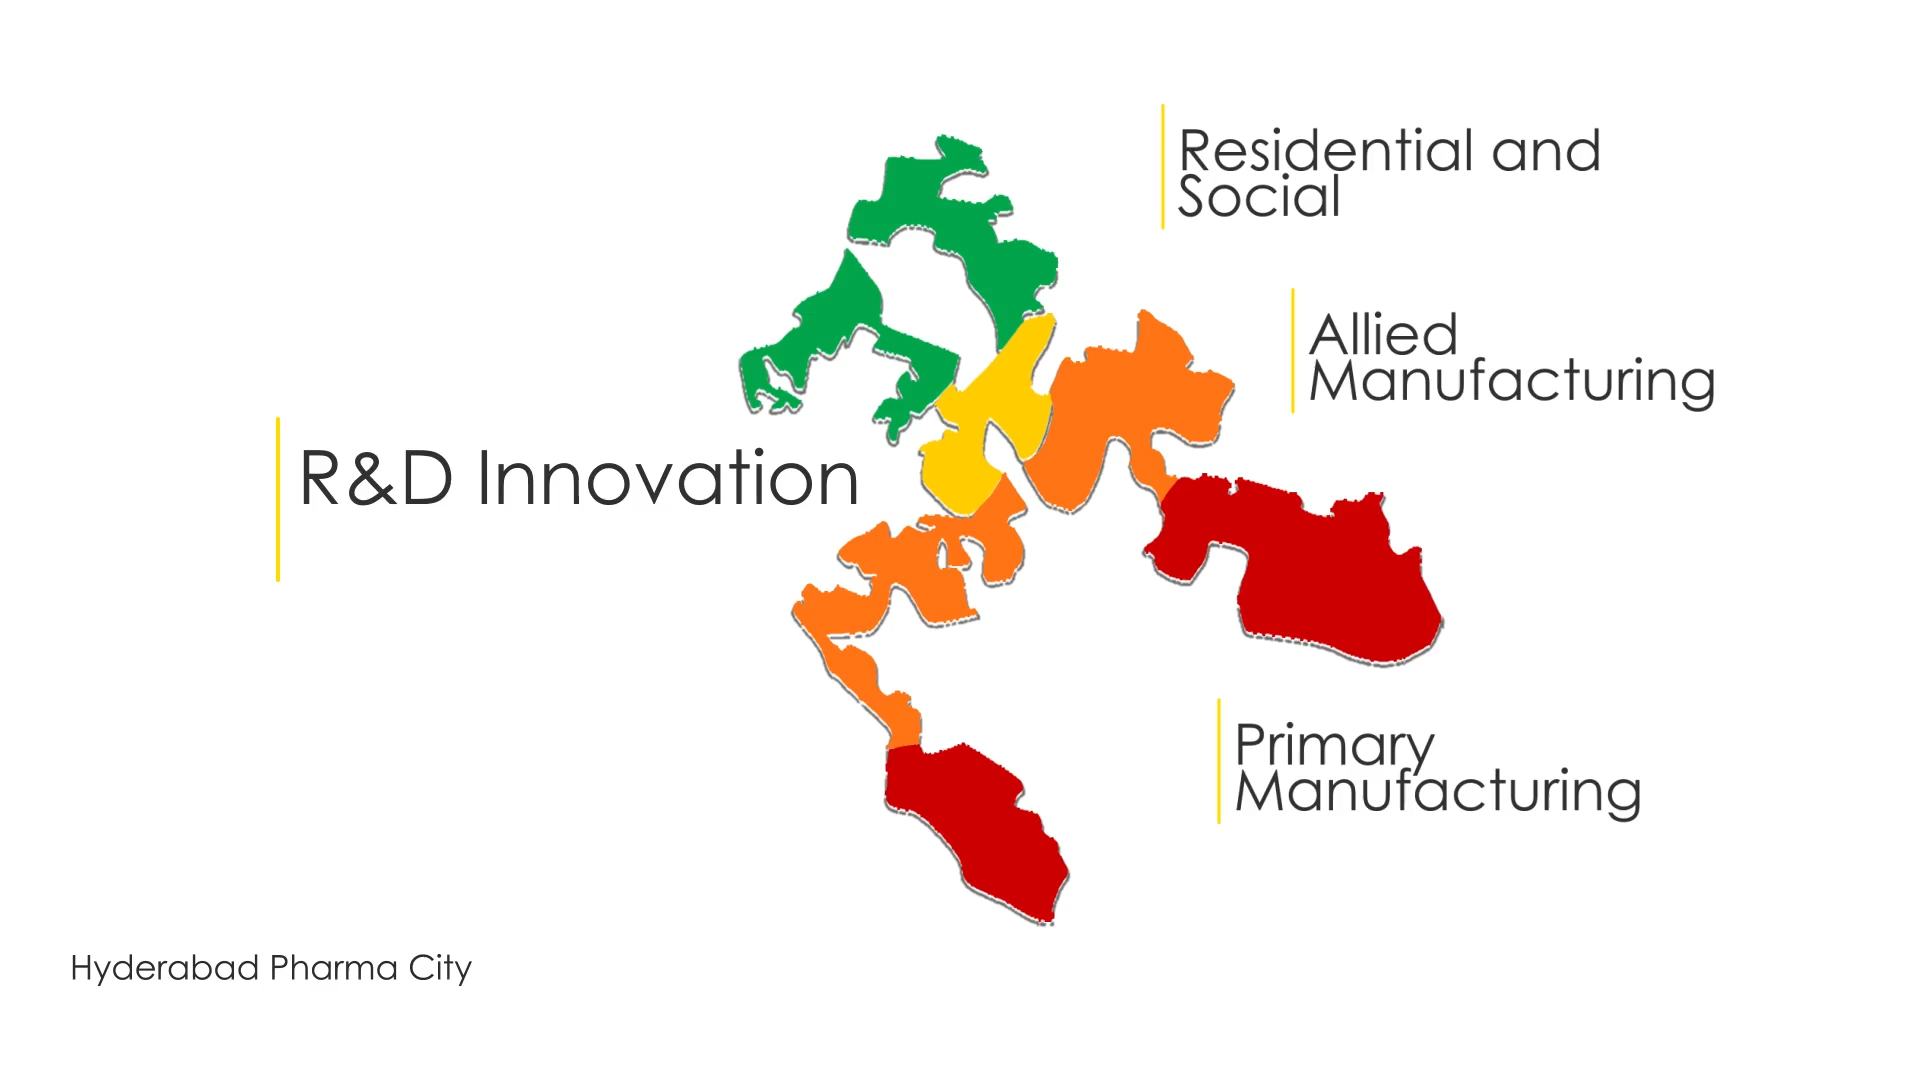 Residential and
Social
Allied
Manufacturing
R&D Innovation
Primary
Manufacturing
Hyderabad Pharma City